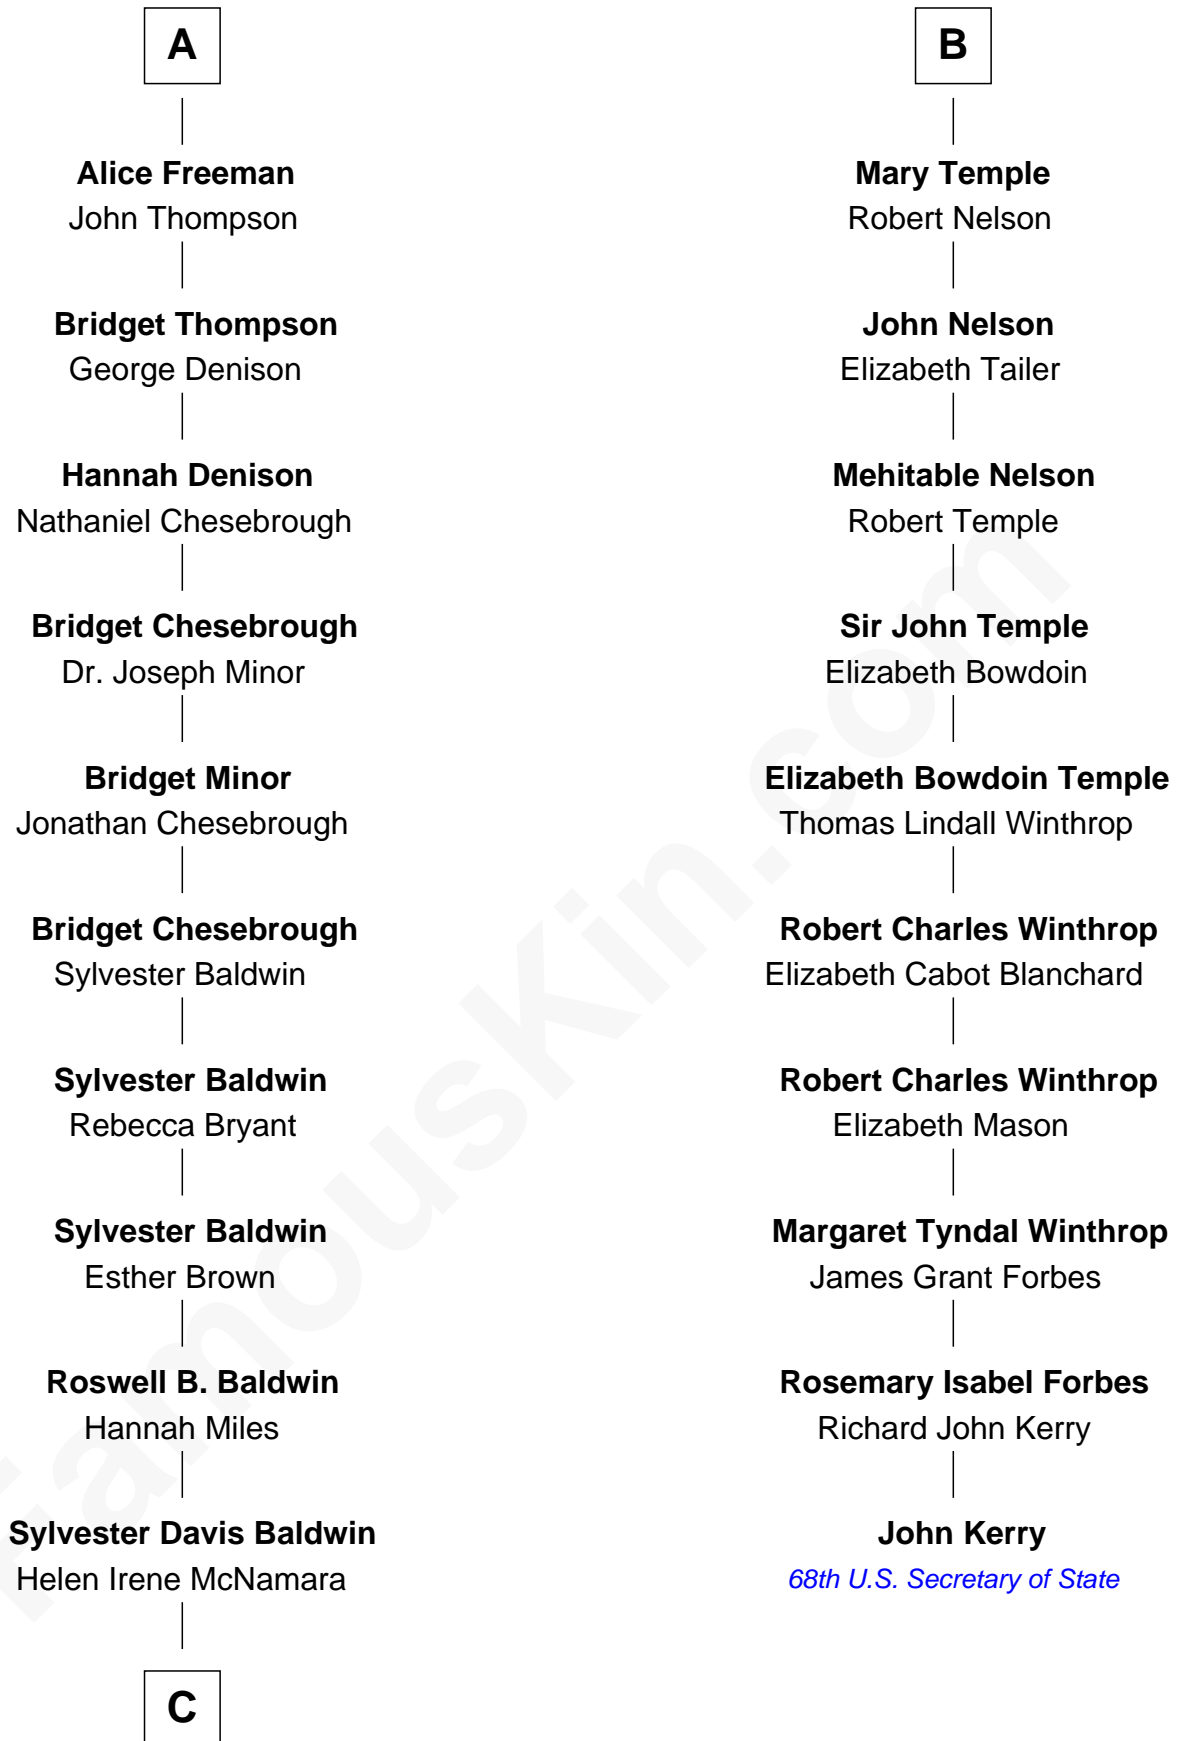 A
Alice Freeman
John Thompson
Bridget Thompson
George Denison
Hannah Denison
Nathaniel Chesebrough
Bridget Chesebrough
Dr. Joseph Minor
Bridget Minor
Jonathan Chesebrough
Bridget Chesebrough
Sylvester Baldwin
Sylvester Baldwin
Rebecca Bryant
Sylvester Baldwin
Esther Brown
Roswell B. Baldwin
Hannah Miles
Sylvester Davis Baldwin
Helen Irene McNamara
C
B
Mary Temple
Robert Nelson
John Nelson
Elizabeth Tailer
Mehitable Nelson
Robert Temple
Sir John Temple
Elizabeth Bowdoin
Elizabeth Bowdoin Temple
Thomas Lindall Winthrop
Robert Charles Winthrop
Elizabeth Cabot Blanchard
Robert Charles Winthrop
Elizabeth Mason
Margaret Tyndal Winthrop
James Grant Forbes
Rosemary Isabel Forbes
Richard John Kerry
John Kerry
68th U.S. Secretary of State
FamousKin.com